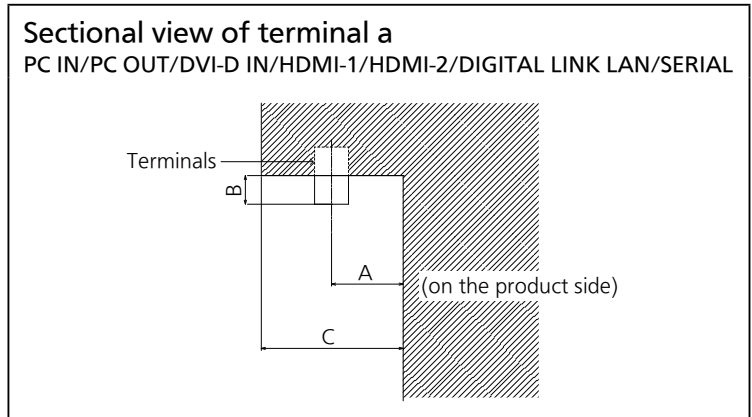 Sectional view of terminal a
PC IN/PC OUT/DVI-D IN/HDMI-1/HDMI-2/DIGITAL LINK LAN/SERIAL
Terminals
B
A
(on the product side)
C